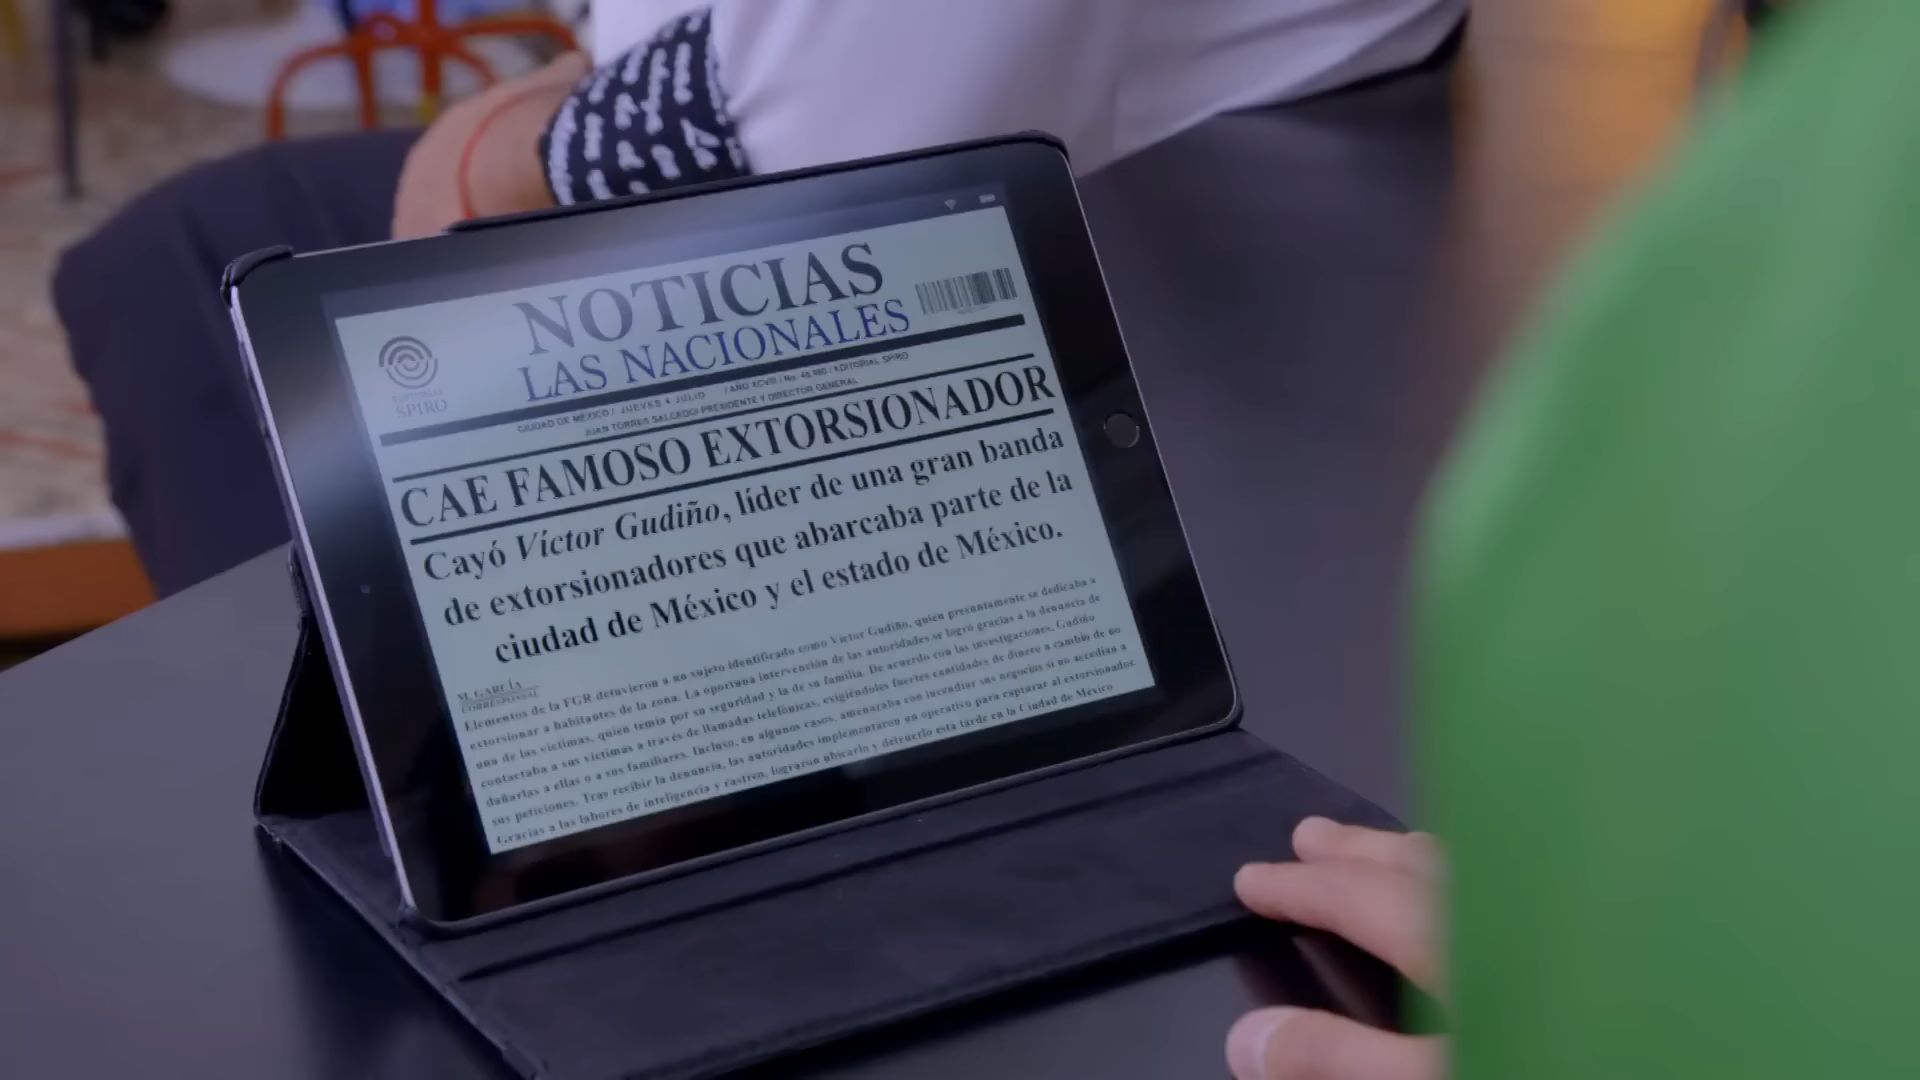 NOTICIAS
LAS NACIONALES
SPIRO
CIUDAD DE MÉXICO / JUEVES 4 JULIO / AÑO XCVIII / No. / EDITORIAL SPIRO
JUAN TORRES SALCEDO/ PRESIDENTE Y DIRECTOR GENERAL
CAE FAMOSO EXTORSIONADOR
Cayó Víctor Gudiño, líder de una gran banda
de extorsionadores que abarcaba parte de la
ciudad de México y el estado de México.
M. GARCÍA
CORRESPONSAL
Elementos de la FGR detuvieron a un sujeto identificado como Víctor Gudiño, quien presuntamente se dedicaba a
extorsionar a habitantes de la zona. La oportuna intervención de las autoridades se logró gracias a la denuncia de
una de las víctimas, quien temía por su seguridad y la de su familia. De acuerdo con las investigaciones, Gudiño
contactaba a sus víctimas a través de llamadas telefónicas, exigiéndoles fuertes cantidades de dinero a cambio de no
dañarlas a ellas o a sus familiares. Incluso, en algunos casos, amenazaba con incendiar sus negocios si no accedían a
sus peticiones. Tras recibir la denuncia, las autoridades implementaron un operativo para capturar al extorsionador.
Gracias a las labores de inteligencia y rastreo, lograron ubicarlo y detenerlo esta tarde en la Ciudad de México